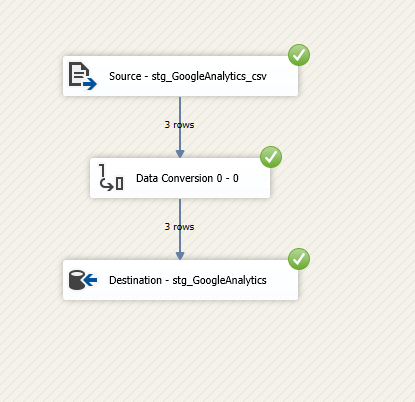 Source - stg_GoogleAnalytics_csv
3 rows
Data Conversion 0 - 0
3 rows
Destination - stg_GoogleAnalytics